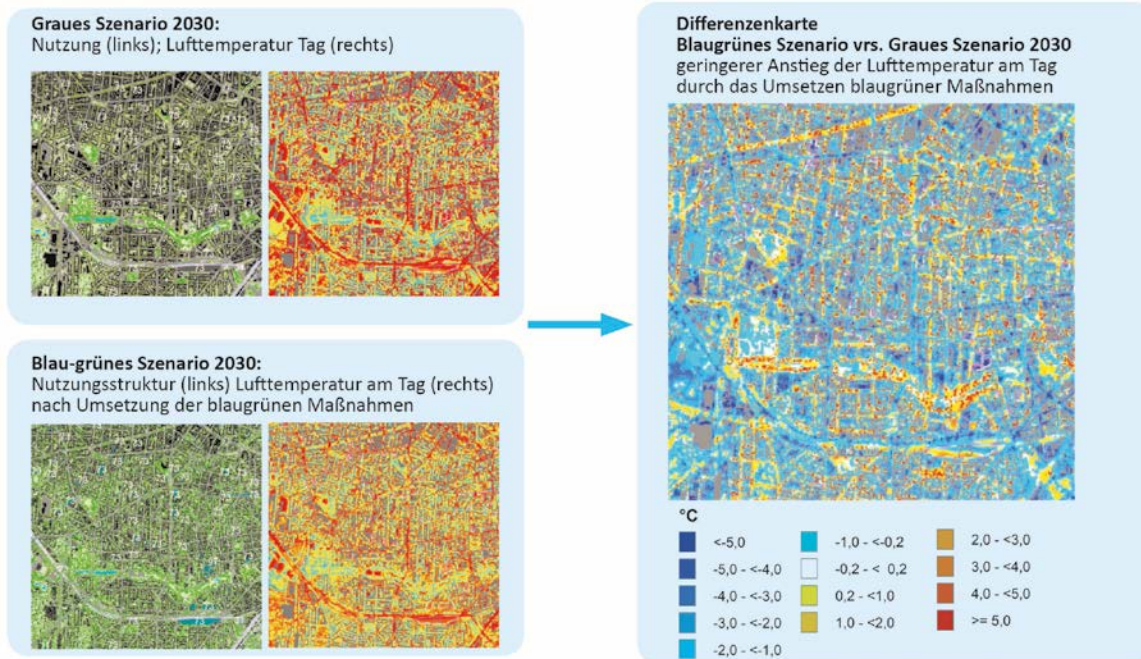 Graues Szenario 2030:
Nutzung (links); Lufttemperatur Tag (rechts)
Blau-grünes Szenario 2030:
Nutzungsstruktur (links) Lufttemperatur am Tag (rechts)
nach Umsetzung der blaugrünen Maßnahmen
Differenzenkarte
Blaugrünes Szenario vrs. Graues Szenario 2030
geringerer Anstieg der Lufttemperatur am Tag
durch das Umsetzen blaugrüner Maßnahmen
°C
<-5,0
-5,0 - <-4,0
-4,0 - <-3,0
-3,0 - <-2,0
-2,0 - <-1,0
-1,0 - <-0,2
-0,2 - < 0,2
0,2 - <1,0
1,0 - <2,0
2,0 - <3,0
3,0 - <4,0
4,0 - <5,0
>= 5,0